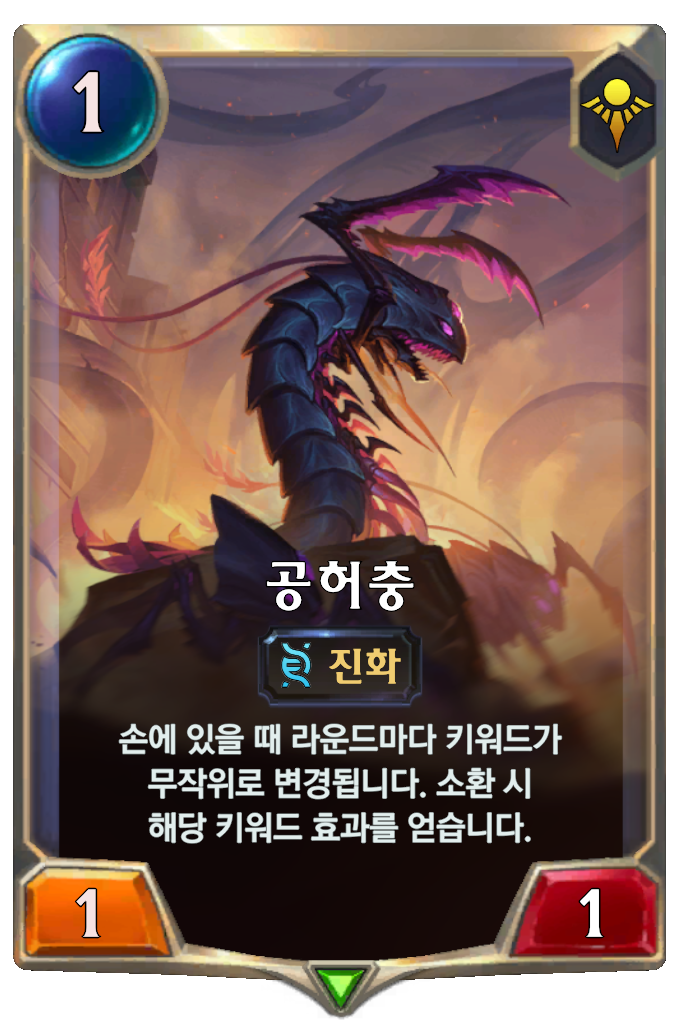 1
공허충
진화
손에 있을 때 라운드마다 키워드가
무작위로 변경됩니다. 소환 시
해당 키워드 효과를 얻습니다.
1
1